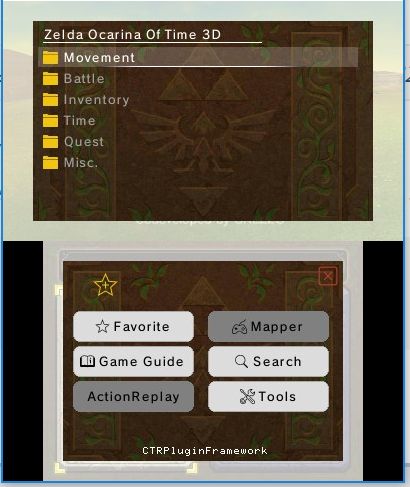 Zelda Ocarina Of Time 3D
Movement
Battle
Inventory
Time
Quest
Misc.
Favorite
Mapper
Game Guide
Search
ActionReplay
Tools
CTRPluginFramework